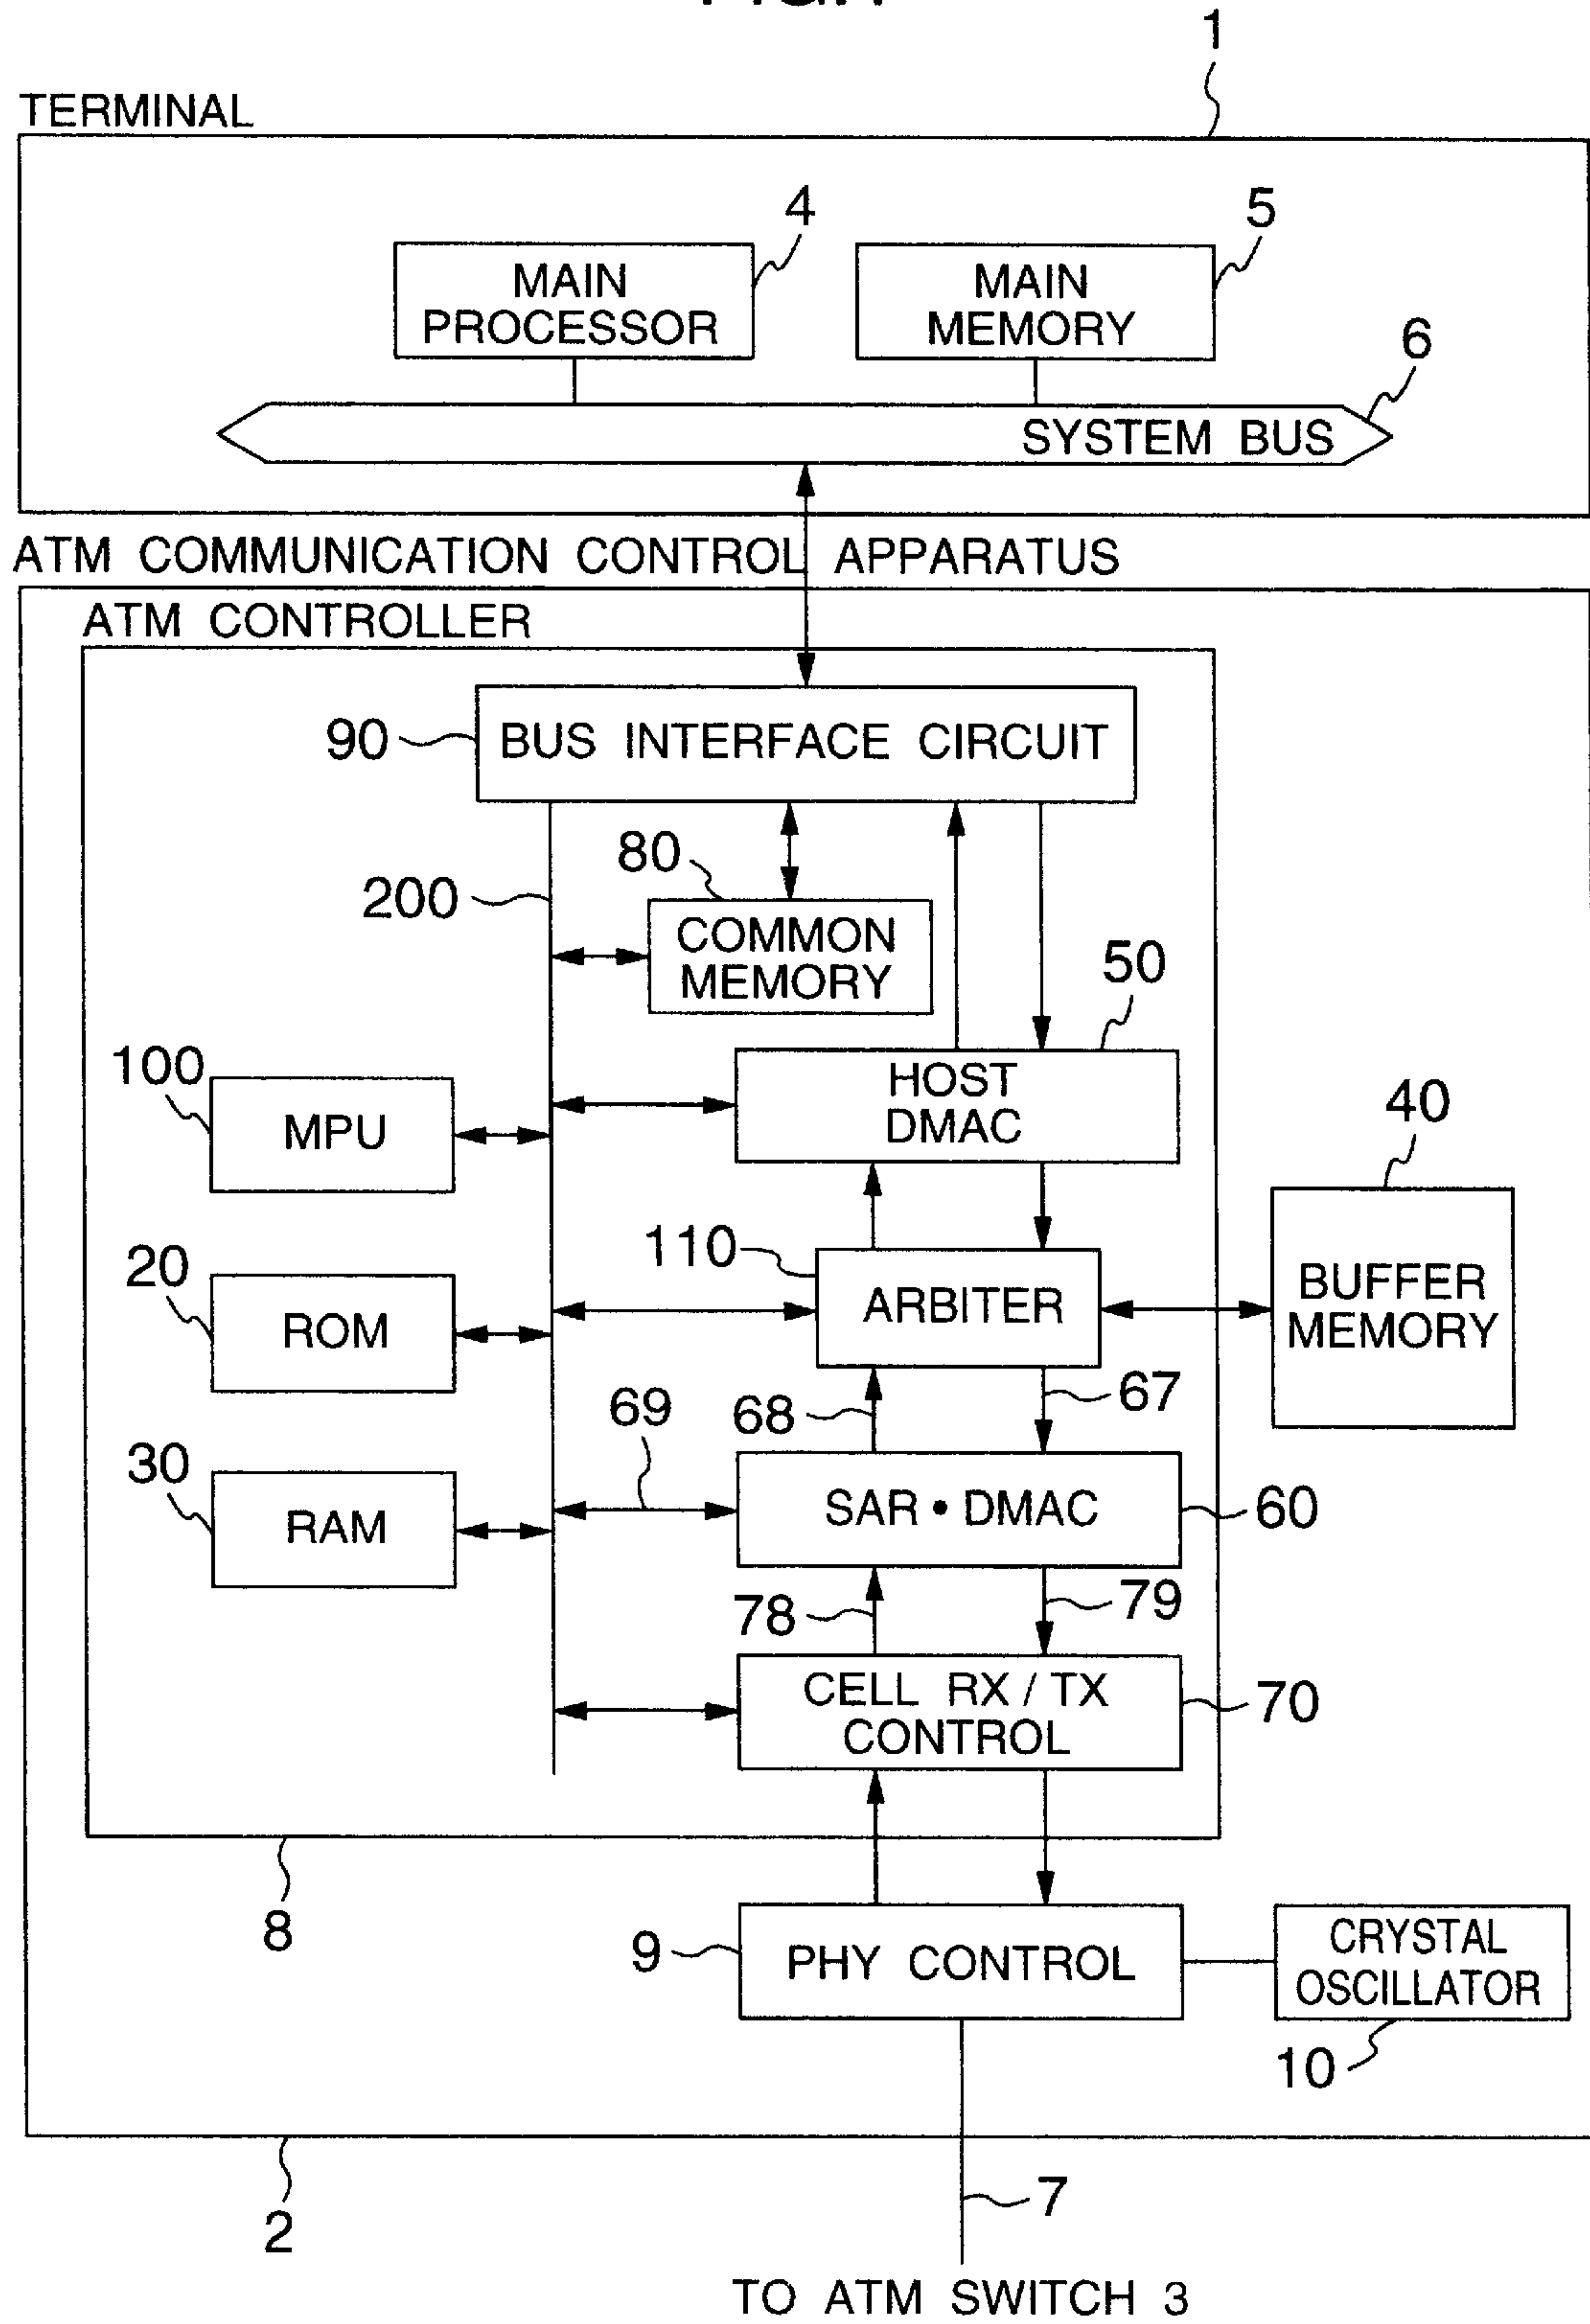 1
TERMINAL
4
5
MAIN
PROCESSOR
MAIN
MEMORY
6
SYSTEM BUS
ATM COMMUNICATION CONTROL APPARATUS
ATM CONTROLLER
90
BUS INTERFACE CIRCUIT
80
200
COMMON
MEMORY
50
100
MPU
HOST
DMAC
40
110
20
ROM
ARBITER
BUFFER
MEMORY
69
68
67
30
RAM
SAR • DMAC
60
78
79
CELL RX / TX
CONTROL
70
8
9
PHY CONTROL
CRYSTAL
OSCILLATOR
10
2
7
TO ATM SWITCH 3